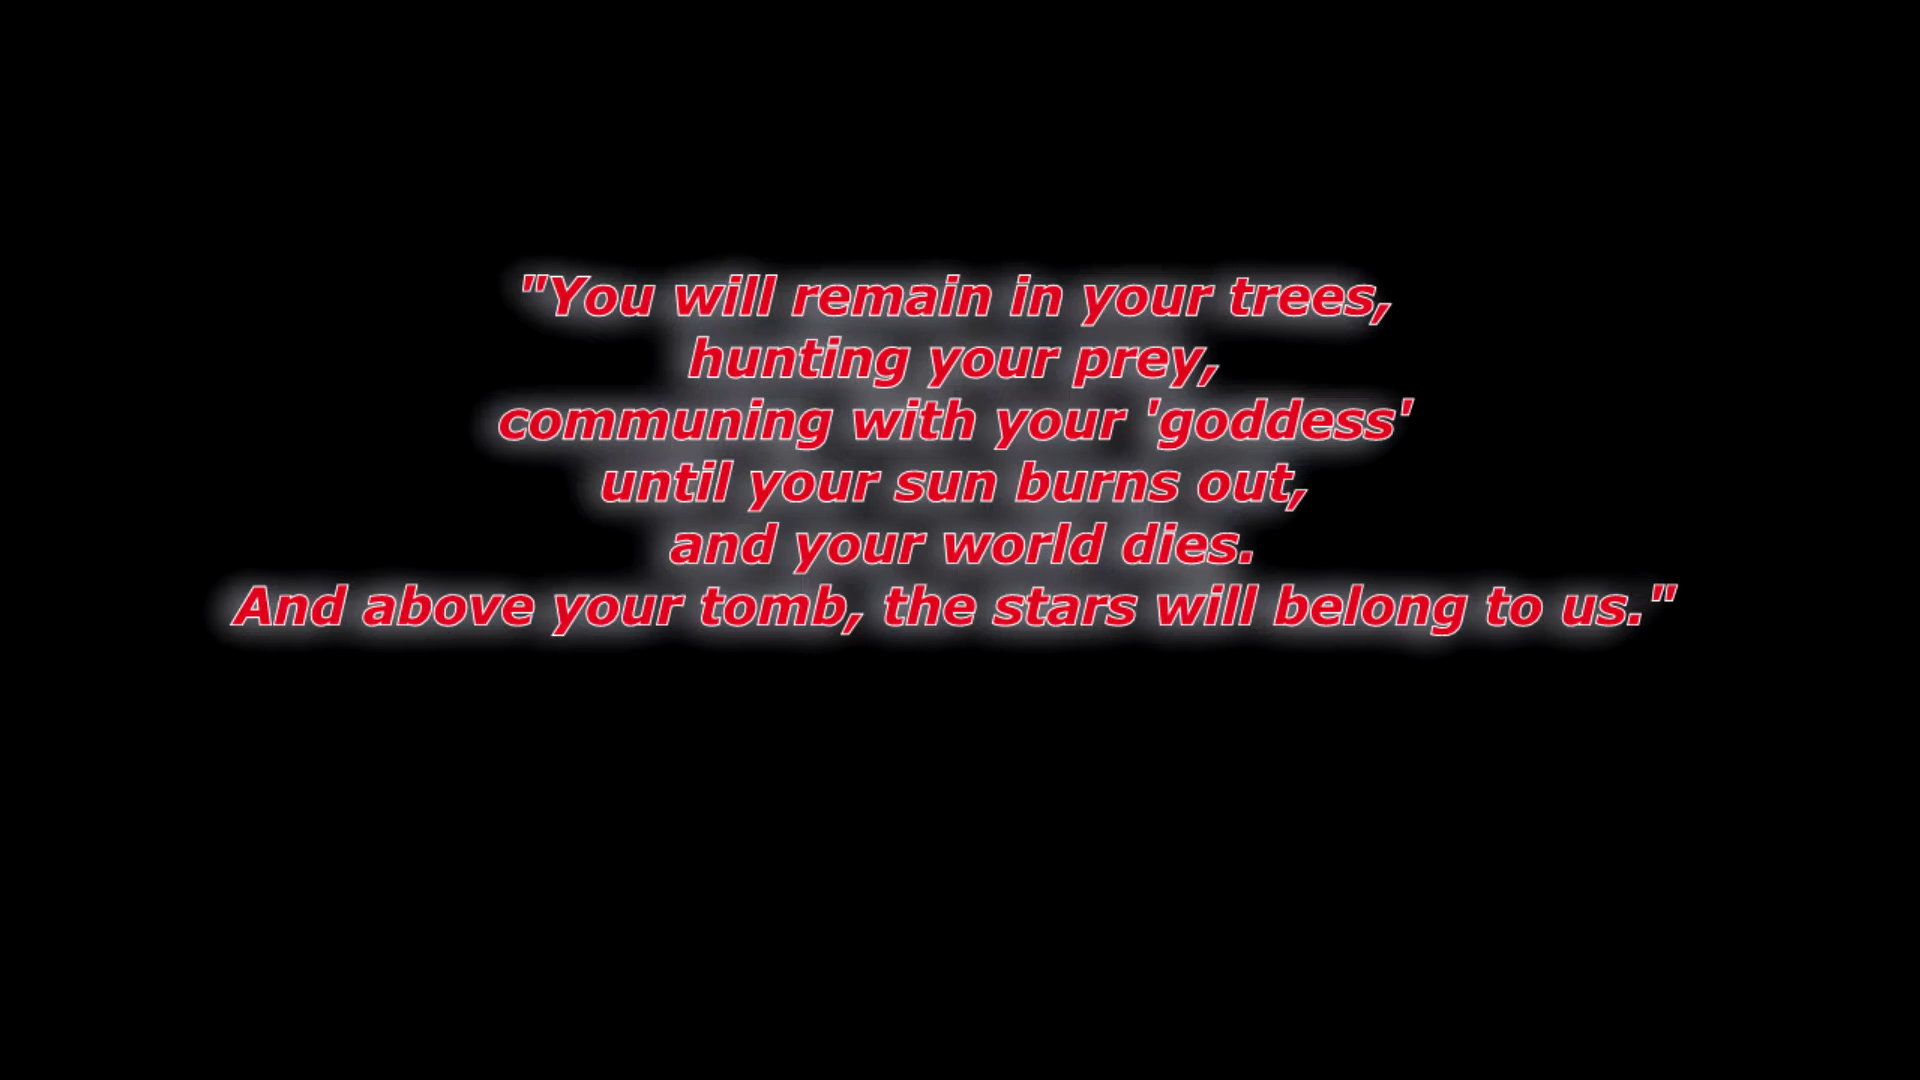 "You will remain in your trees,
hunting your prey,
communing with your 'goddess'
until your sun burns out,
and your world dies.
And above your tomb, the stars will belong to us."